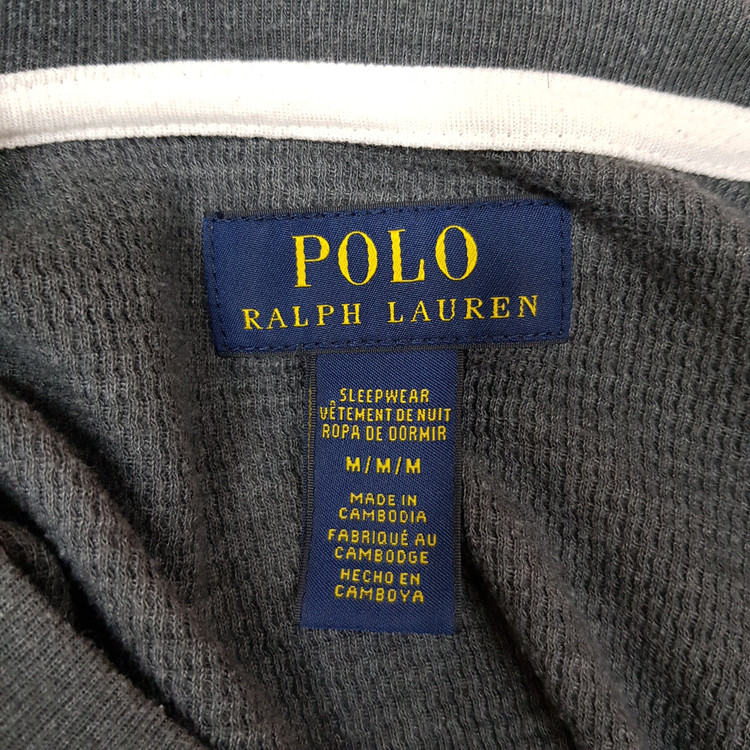 POLO
RALPH LAUREN
SLEEPWEAR
VÊTEMENT DE NUIT
ROPA DE DORMIR
M/M/M
MADE IN
CAMBODIA
FABRIQUÉ AU
CAMBODGE
HECHO EN
CAMBOYA